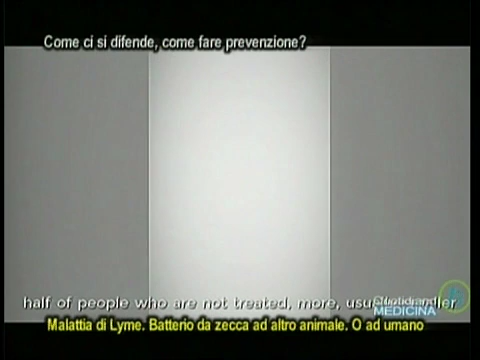 Come ci si difende, come fare prevenzione?
half of people who are not treated, more, usu
Quotidiano
MEDICINA
Malattia di Lyme. Batterio da zecca ad altro animale. O ad umano